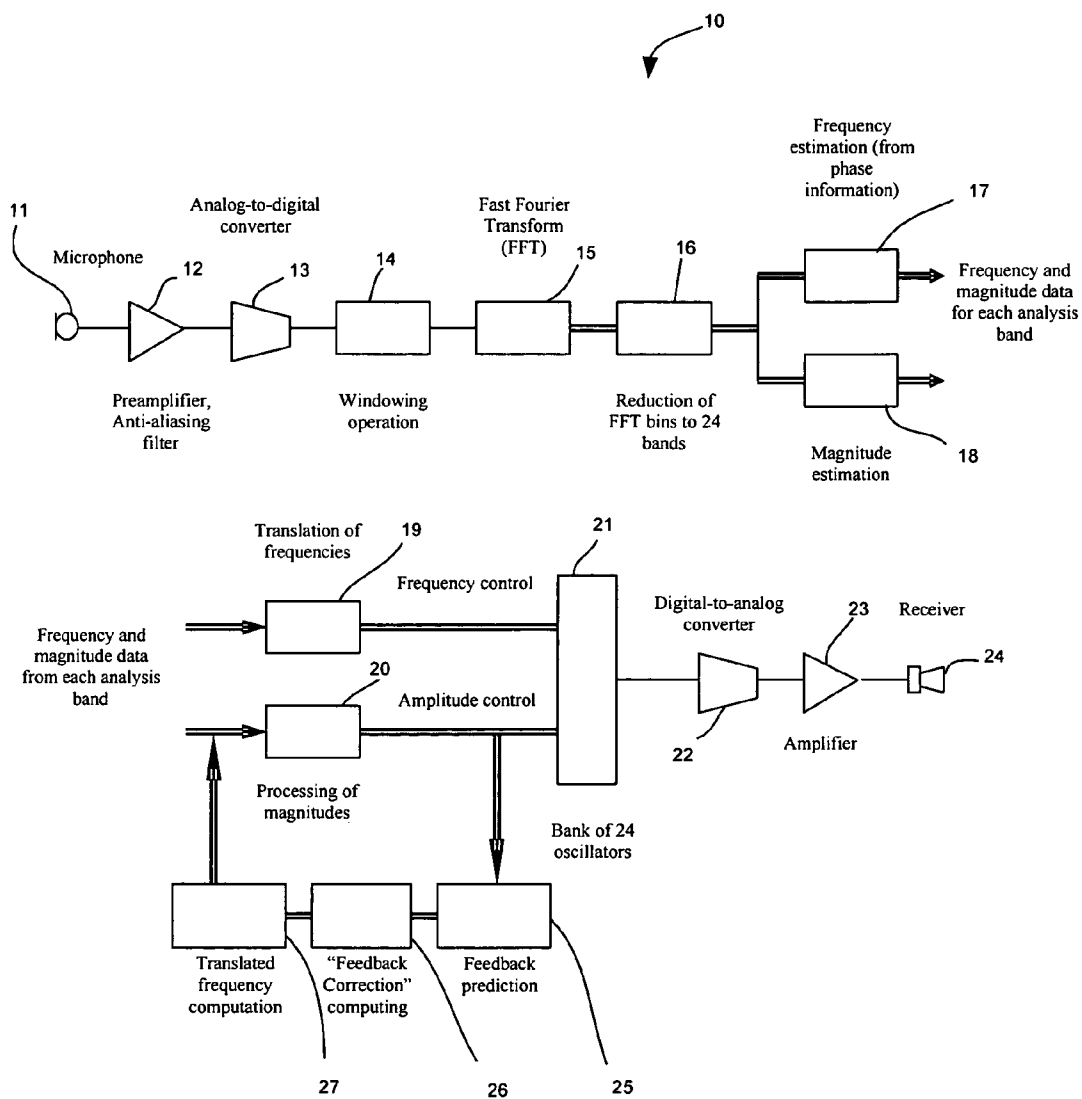 10
Frequency
estimation (from
phase
information)
17
11
Analog-to-digital
converter
Fast Fourier
Transform
(FFT)
Microphone
12
13
14
15
16
Frequency and
magnitude data
for each analysis
band
Preamplifier,
Anti-aliasing
filter
Windowing
operation
Reduction of
FFT bins to 24
bands
Magnitude
estimation
18
Translation of
frequencies
19
21
Frequency control
Digital-to-analog
converter
23
Receiver
Frequency and
magnitude data
from each analysis
band
20
Amplitude control
24
22
Amplifier
Processing of
magnitudes
Bank of 24
oscillators
Translated
frequency
computation
“Feedback
Correction”
computing
Feedback
prediction
27
26
25